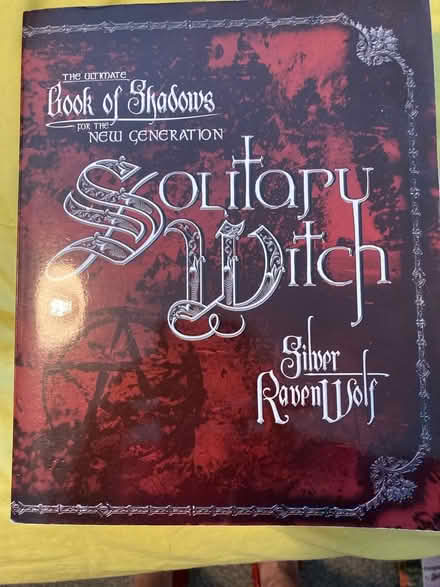 THE ULTIMATE
Book of Shadows
FOR THE
NEW GENERATION
Solitary
Witch
Silver
RavenWolf